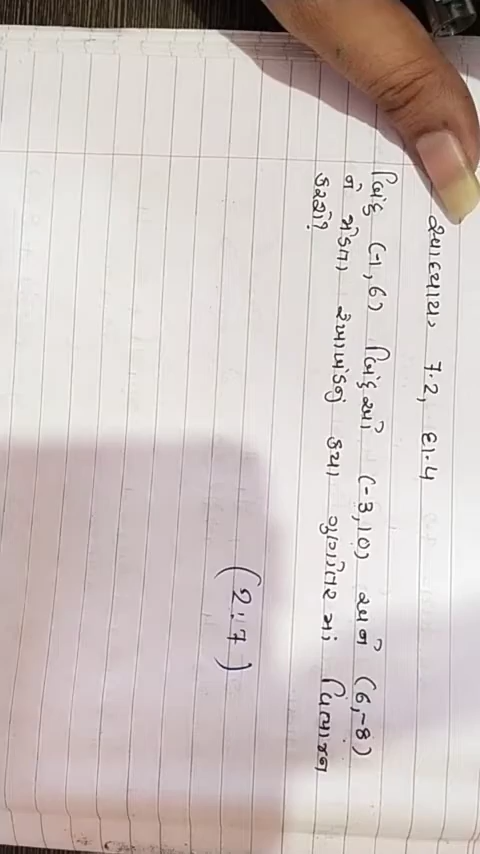 સ્વાધ્યાય 7.2, દા.4
બિંદુ (-1,6) બિંદુઓ (-3,10) અને (6,-8)
ને જોડતા રેખાખંડનું કયા ગુણોત્તર માં વિભાજન
કરશે?
(2:7)